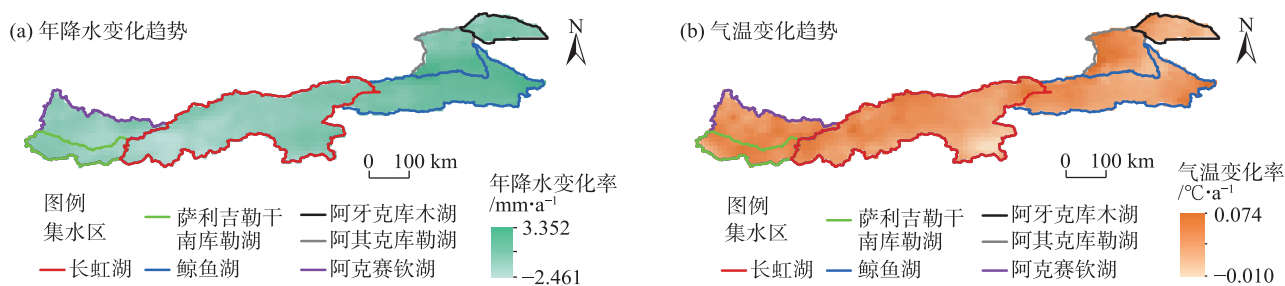 (a) 年降水变化趋势
N
0 100 km
年降水变化率
/mm·a⁻¹
3.352
−2.461
图例
集水区
长虹湖
萨利吉勒干
南库勒湖
鲸鱼湖
阿牙克库木湖
阿其克库勒湖
阿克赛钦湖
(b) 气温变化趋势
N
0 100 km
气温变化率
/℃·a⁻¹
0.074
−0.010
图例
集水区
长虹湖
萨利吉勒干
南库勒湖
鲸鱼湖
阿牙克库木湖
阿其克库勒湖
阿克赛钦湖